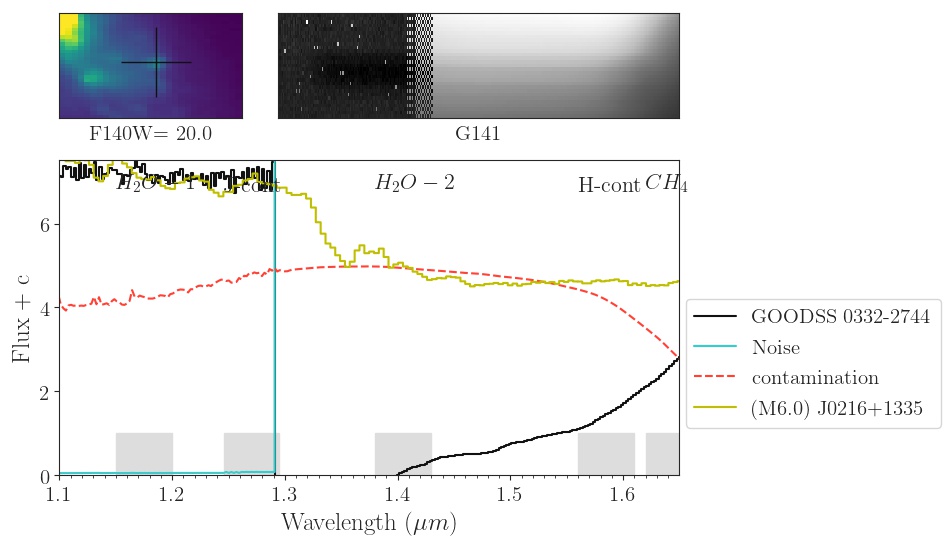 F140W= 20.0
G141
H₂O − 1
J-cont
H₂O − 2
H-cont
CH₄
Flux + c
6
4
2
0
1.1
1.2
1.3
1.4
1.5
1.6
Wavelength (μm)
GOODSS 0332-2744
Noise
contamination
(M6.0) J0216+1335